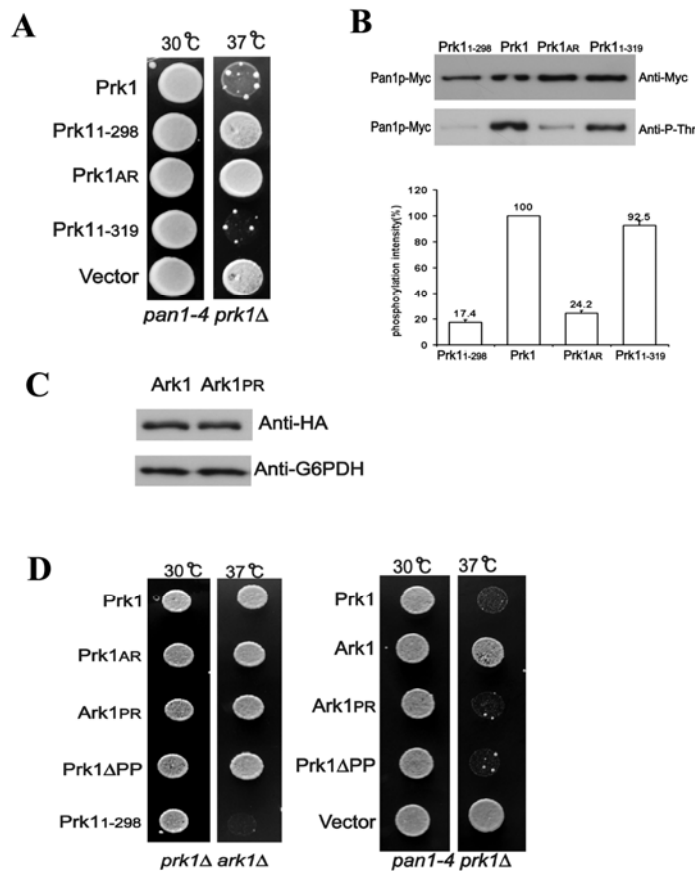 A
30 ℃ 37 ℃
Prk1
Prk11-298
Prk1AR
Prk11-319
Vector
pan1-4 prk1Δ
B
Prk11-298 Prk1 Prk1AR Prk11-319
Pan1p-Myc Anti-Myc
Pan1p-Myc Anti-P-Thr
phosphorylation intensity(%)
120
100
80
60
40
20
0
17.4
100
24.2
92.5
Prk11-298 Prk1 Prk1AR Prk11-319
C
Ark1 Ark1PR
Anti-HA
Anti-G6PDH
D
30 ℃ 37 ℃
Prk1
Prk1AR
Ark1PR
Prk1ΔPP
Prk11-298
prk1Δ ark1Δ
30 ℃ 37 ℃
Prk1
Ark1
Ark1PR
Prk1ΔPP
Vector
pan1-4 prk1Δ